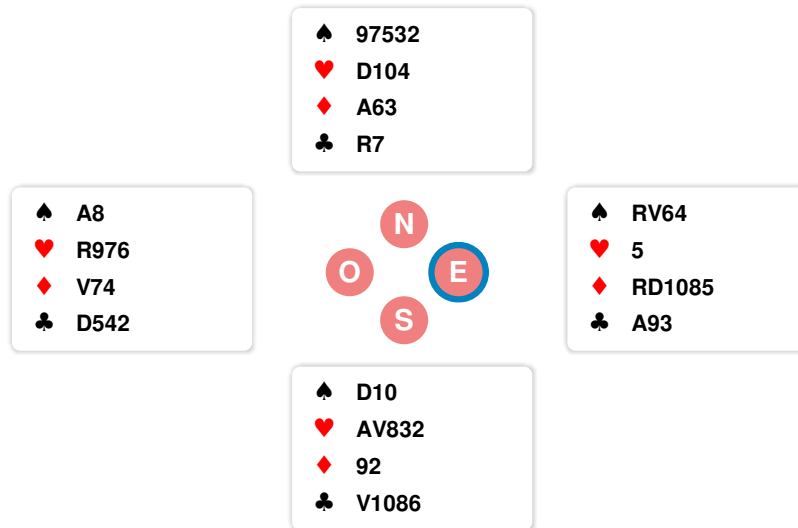 ♠ 97532
♥ D104
♦ A63
♣ R7
♠ A8
♥ R976
♦ V74
♣ D542
N
O E
S
♠ RV64
♥ 5
♦ RD1085
♣ A93
♠ D10
♥ AV832
♦ 92
♣ V1086